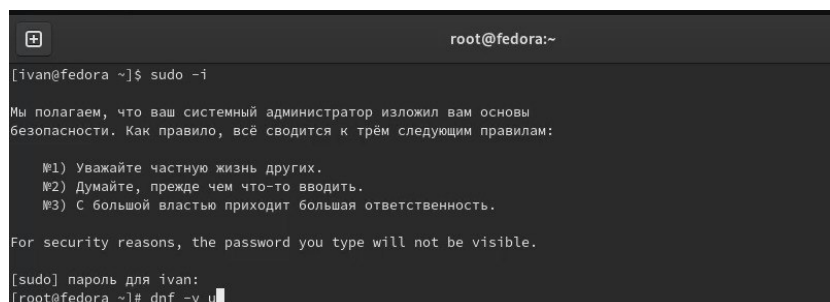 root@fedora:~
[ivan@fedora ~]$ sudo -i
Мы полагаем, что ваш системный администратор изложил вам основы
безопасности. Как правило, всё сводится к трём следующим правилам:
№1) Уважайте частную жизнь других.
№2) Думайте, прежде чем что-то вводить.
№3) С большой властью приходит большая ответственность.
For security reasons, the password you type will not be visible.
[sudo] пароль для ivan:
[root@fedora ~]# dnf -y u